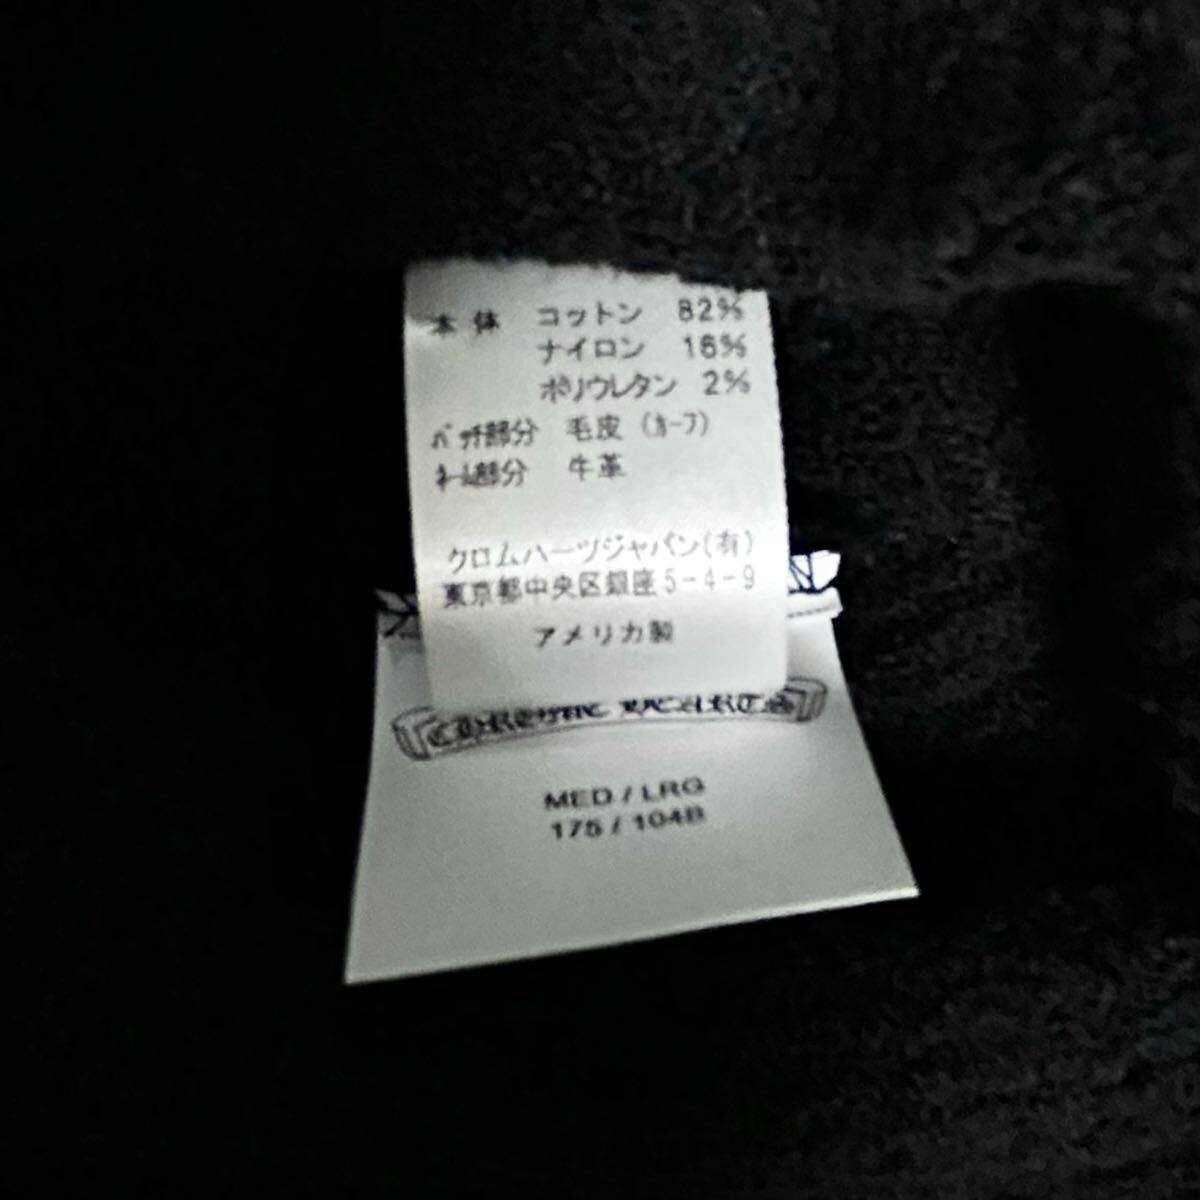 本体 コットン 82%
ナイロン 16%
ポリウレタン 2%
ﾊﾟｯﾁ部分 毛皮 (ｶｰﾌ)
ﾈｰﾑ部分 牛革
クロムハーツジャパン(有)
東京都中央区銀座5-4-9
アメリカ製
CHROME HEARTS
MED / LRG
175 / 104B